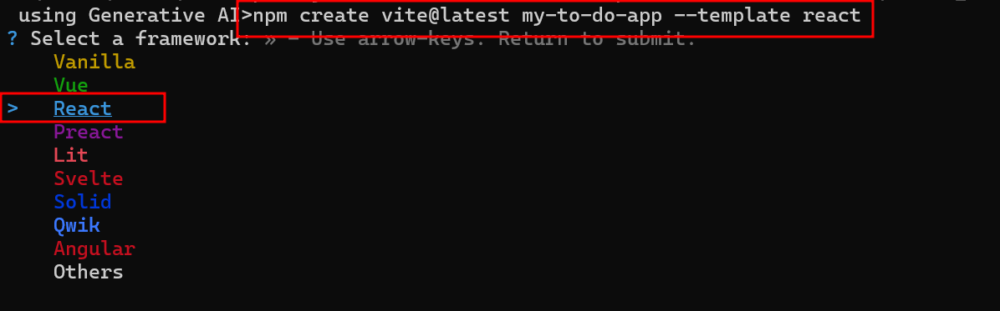 using Generative AI>npm create vite@latest my-to-do-app --template react
? Select a framework: » - Use arrow-keys. Return to submit.
Vanilla
Vue
> React
Preact
Lit
Svelte
Solid
Qwik
Angular
Others